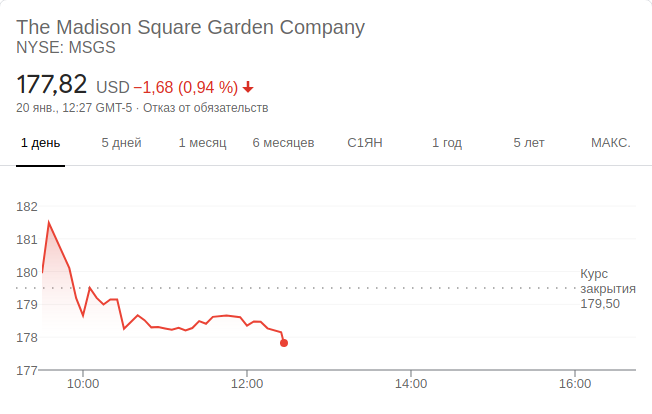 The Madison Square Garden Company
NYSE: MSGS
177,82 USD −1,68 (0,94 %)
20 янв., 12:27 GMT-5 · Отказ от обязательств
1 день 5 дней 1 месяц 6 месяцев С1ЯН 1 год 5 лет МАКС.
182
181
180
179
178
177
Курс
закрытия
179,50
10:00 12:00 14:00 16:00